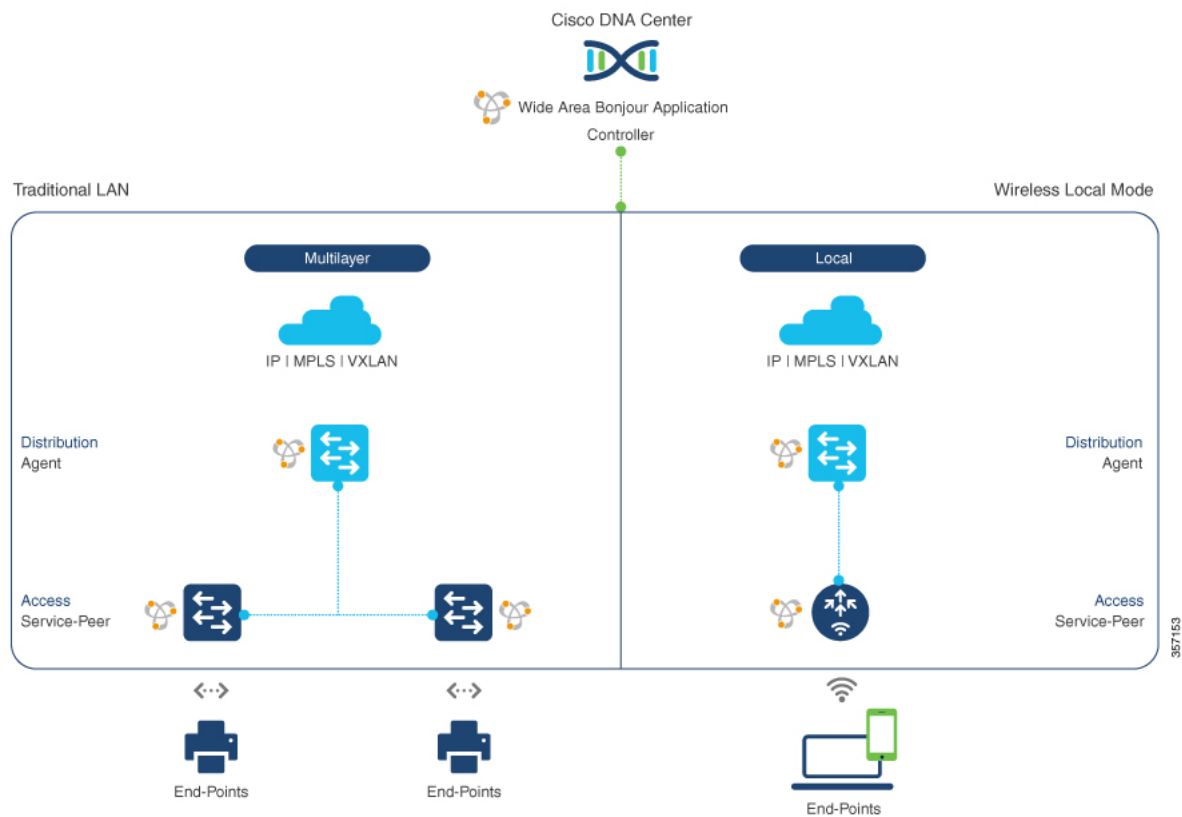 Cisco DNA Center
Wide Area Bonjour Application
Controller
Traditional LAN
Wireless Local Mode
Multilayer
Local
IP | MPLS | VXLAN
IP | MPLS | VXLAN
Distribution
Agent
Distribution
Agent
Access
Service-Peer
Access
Service-Peer
357153
End-Points
End-Points
End-Points